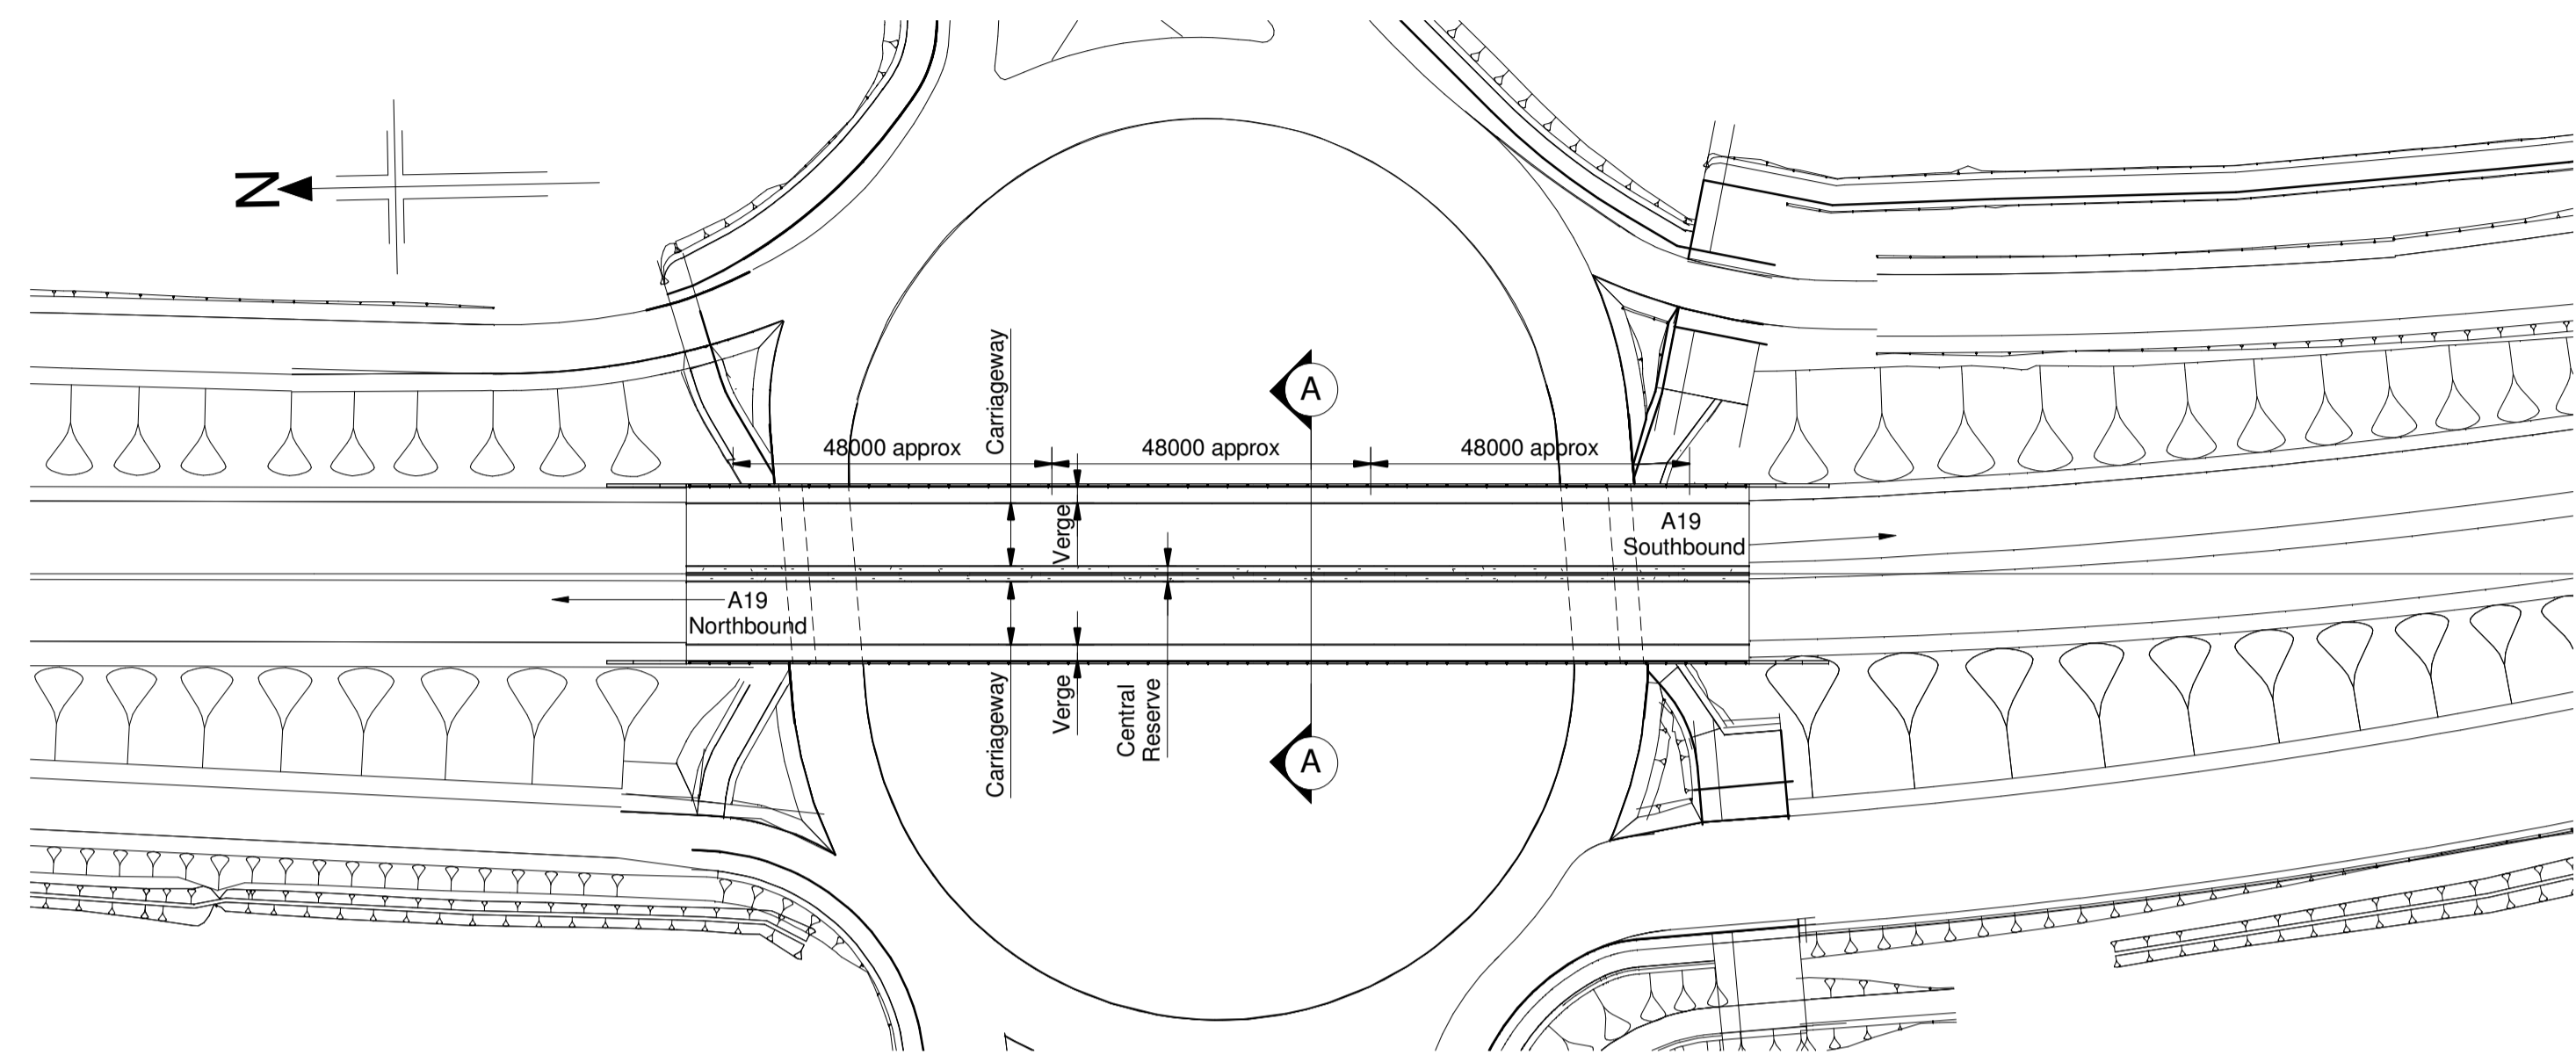 N
Carriageway
A
48000 approx
48000 approx
48000 approx
Verge
A19
Southbound
A19
Northbound
Carriageway
Verge
Central
Reserve
A